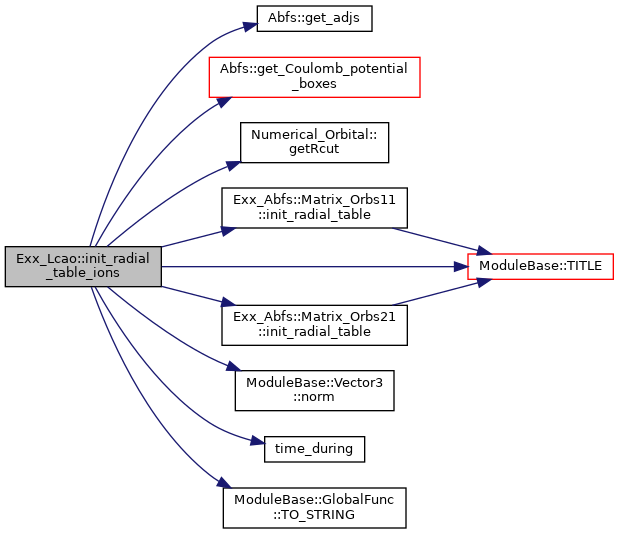 Abfs::get_adjs
Abfs::get_Coulomb_potential
_boxes
Numerical_Orbital::
getRcut
Exx_Abfs::Matrix_Orbs11
::init_radial_table
Exx_Lcao::init_radial
_table_ions
ModuleBase::TITLE
Exx_Abfs::Matrix_Orbs21
::init_radial_table
ModuleBase::Vector3
::norm
time_during
ModuleBase::GlobalFunc
::TO_STRING